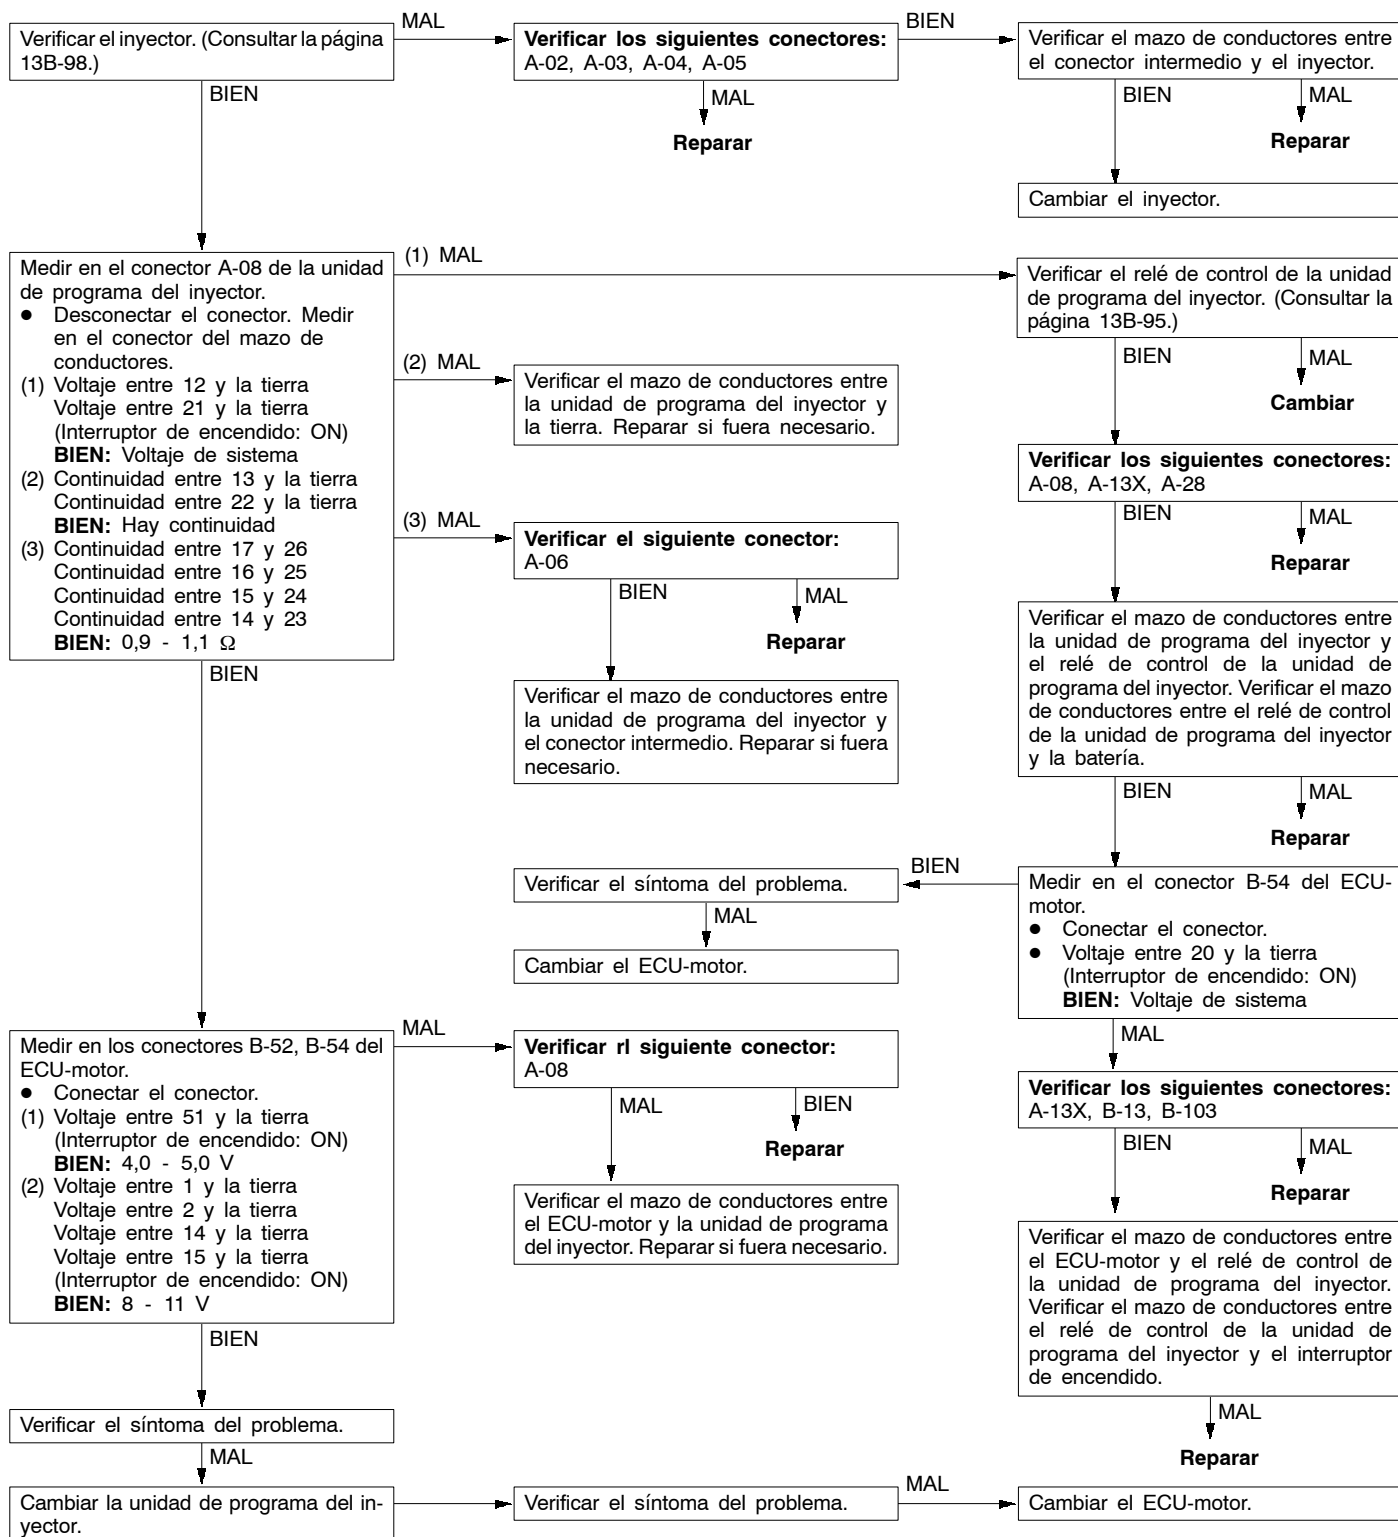 Verificar el inyector. (Consultar la página
13B-98.)
MAL
Verificar los siguientes conectores:
A-02, A-03, A-04, A-05
BIEN
Verificar el mazo de conductores entre
el conector intermedio y el inyector.
BIEN
MAL
Reparar
BIEN
MAL
Reparar
Cambiar el inyector.
Medir en el conector A-08 de la unidad
de programa del inyector.
● Desconectar el conector. Medir
en el conector del mazo de
conductores.
(1) Voltaje entre 12 y la tierra
Voltaje entre 21 y la tierra
(Interruptor de encendido: ON)
BIEN: Voltaje de sistema
(2) Continuidad entre 13 y la tierra
Continuidad entre 22 y la tierra
BIEN: Hay continuidad
(3) Continuidad entre 17 y 26
Continuidad entre 16 y 25
Continuidad entre 15 y 24
Continuidad entre 14 y 23
BIEN: 0,9 - 1,1 Ω
(1) MAL
Verificar el relé de control de la unidad
de programa del inyector. (Consultar la
página 13B-95.)
BIEN
MAL
Cambiar
(2) MAL
Verificar el mazo de conductores entre
la unidad de programa del inyector y
la tierra. Reparar si fuera necesario.
Verificar los siguientes conectores:
A-08, A-13X, A-28
BIEN
MAL
Reparar
(3) MAL
Verificar el siguiente conector:
A-06
BIEN
MAL
Reparar
Verificar el mazo de conductores entre
la unidad de programa del inyector y
el conector intermedio. Reparar si fuera
necesario.
Verificar el mazo de conductores entre
la unidad de programa del inyector y
el relé de control de la unidad de
programa del inyector. Verificar el mazo
de conductores entre el relé de control
de la unidad de programa del inyector
y la batería.
BIEN
MAL
Reparar
BIEN
Medir en el conector B-54 del ECU-
motor.
● Conectar el conector.
● Voltaje entre 20 y la tierra
(Interruptor de encendido: ON)
BIEN: Voltaje de sistema
BIEN
Verificar el síntoma del problema.
MAL
Cambiar el ECU-motor.
MAL
Verificar los siguientes conectores:
A-13X, B-13, B-103
BIEN
MAL
Reparar
Verificar el mazo de conductores entre
el ECU-motor y el relé de control de
la unidad de programa del inyector.
Verificar el mazo de conductores entre
el relé de control de la unidad de
programa del inyector y el interruptor
de encendido.
MAL
Reparar
Medir en los conectores B-52, B-54 del
ECU-motor.
● Conectar el conector.
(1) Voltaje entre 51 y la tierra
(Interruptor de encendido: ON)
BIEN: 4,0 - 5,0 V
(2) Voltaje entre 1 y la tierra
Voltaje entre 2 y la tierra
Voltaje entre 14 y la tierra
Voltaje entre 15 y la tierra
(Interruptor de encendido: ON)
BIEN: 8 - 11 V
MAL
Verificar rl siguiente conector:
A-08
MAL
BIEN
Reparar
Verificar el mazo de conductores entre
el ECU-motor y la unidad de programa
del inyector. Reparar si fuera necesario.
BIEN
Verificar el síntoma del problema.
MAL
Cambiar la unidad de programa del in-
yector.
Verificar el síntoma del problema.
MAL
Cambiar el ECU-motor.